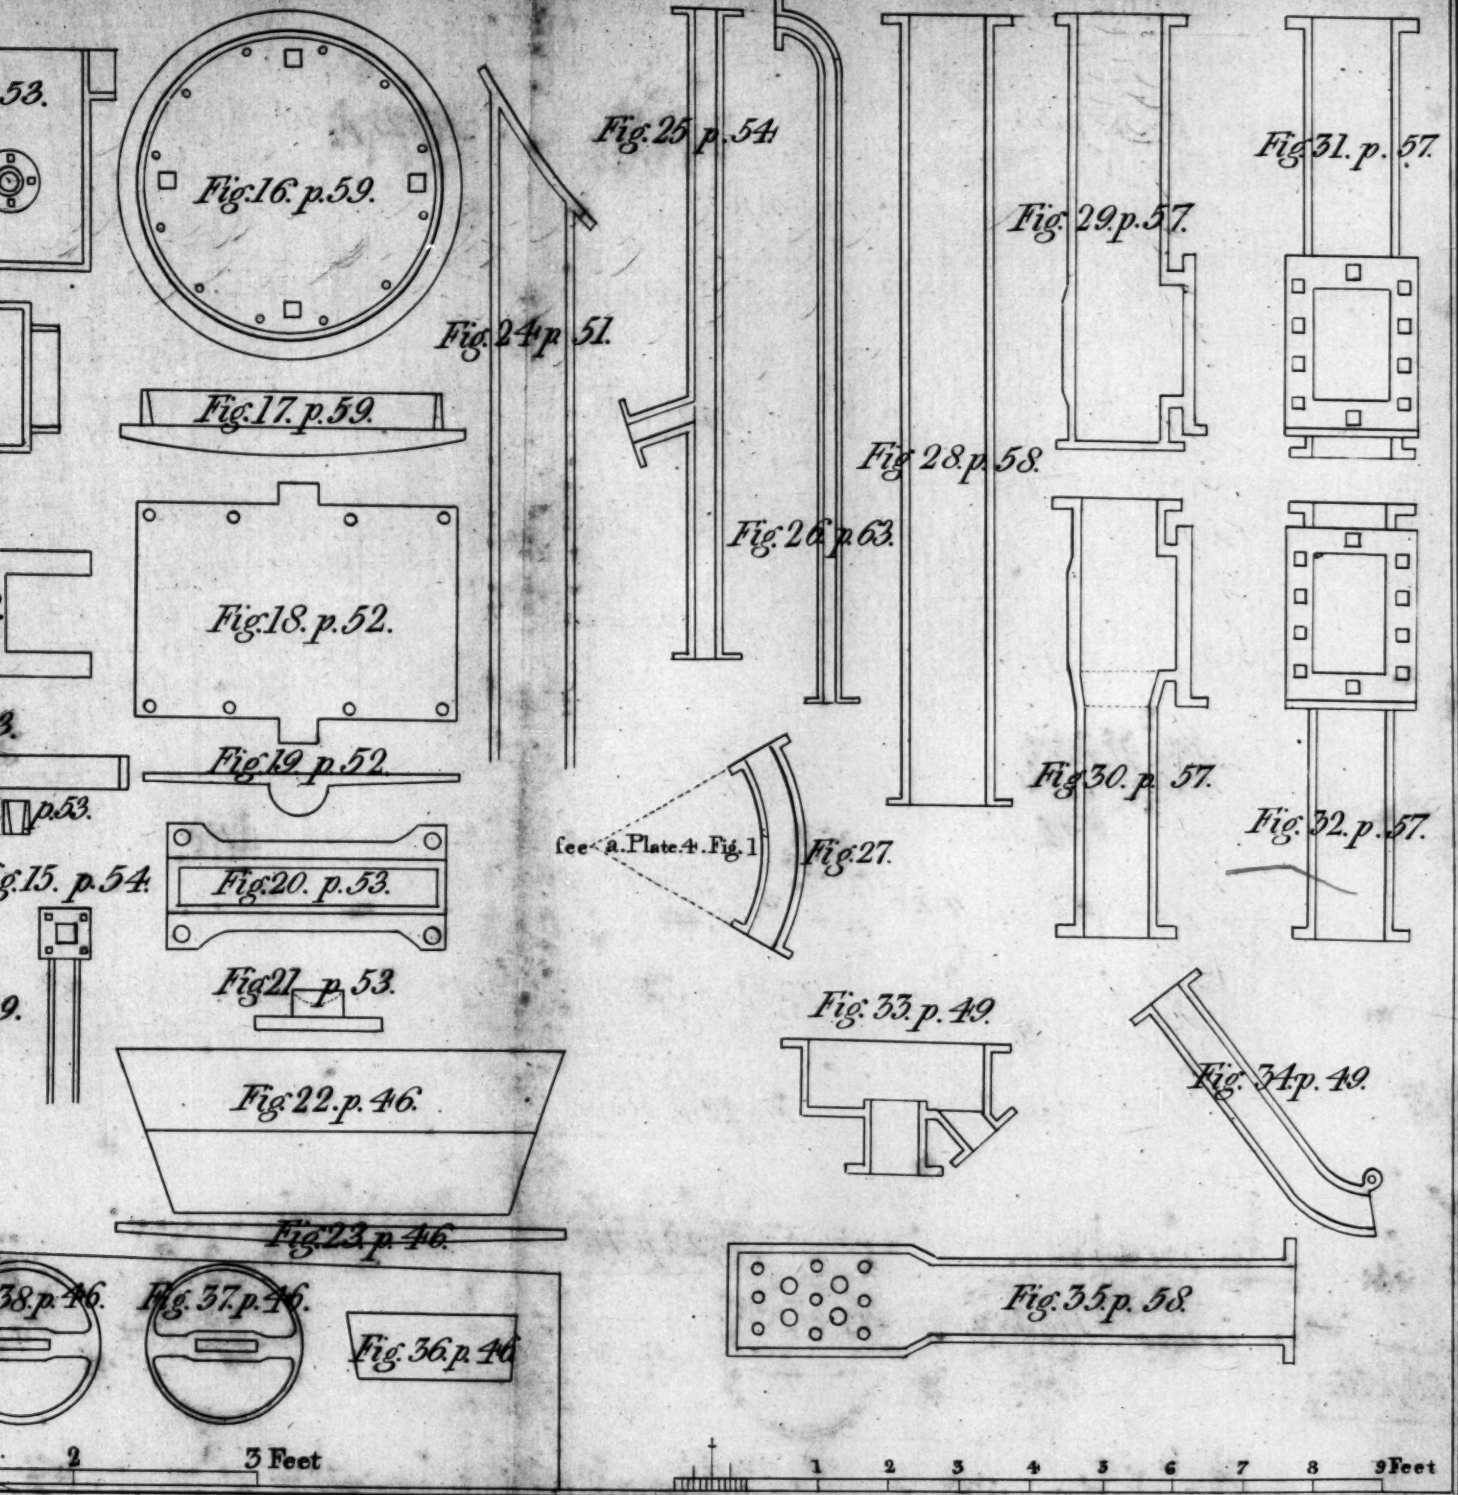 53.
Fig.16. p.59.
Fig.17. p.59.
Fig.18. p.52.
Fig.19. p.52.
p.53.
Fig.20. p.53.
g.15. p.54.
Fig.21. p.53.
9.
Fig.22. p.46.
Fig.23. p.46.
38. p.46.
Fig.37. p.46.
Fig.36. p.46
2
3 Feet
Fig.24 p.51.
Fig.25 p.54.
Fig.26 p.63.
Fig.27.
see a. Plate.4. Fig.1
Fig 28. p.58.
Fig. 29. p.57.
Fig 30. p.57.
Fig.31. p.57.
Fig.32. p.57.
Fig. 33. p.49.
Fig. 34. p.49.
Fig. 35. p.58.
1 2 3 4 5 6 7 8 9 Feet